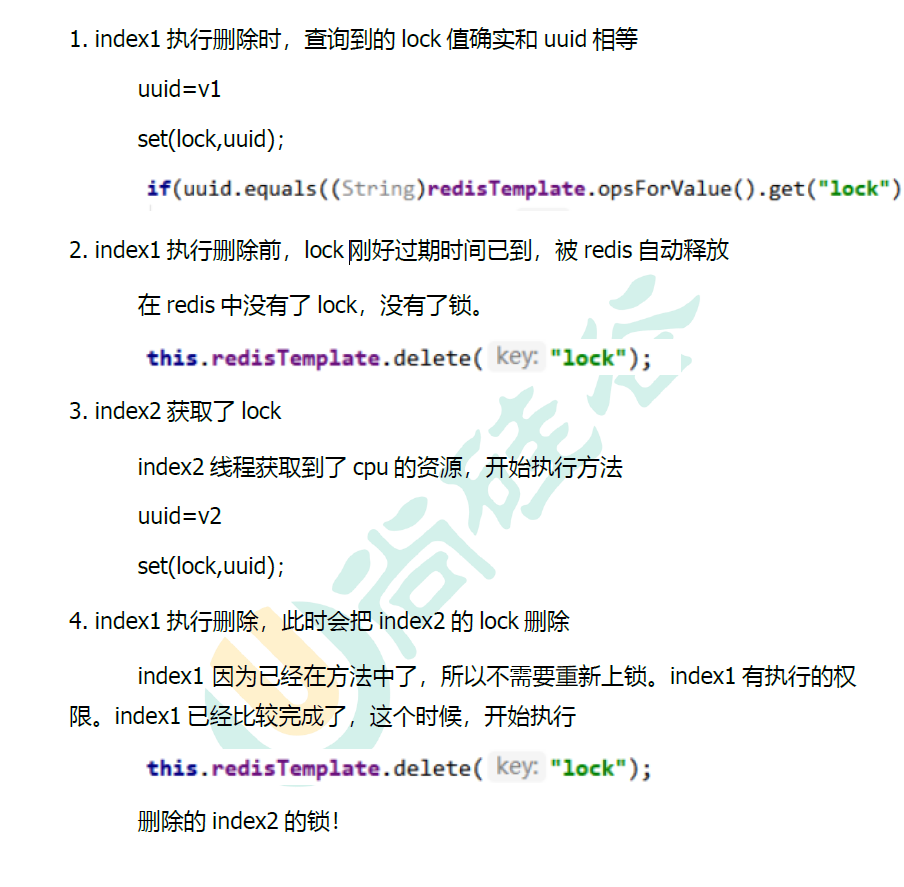 1. index1 执行删除时，查询到的 lock 值确实和 uuid 相等
uuid=v1
set(lock,uuid);
if(uuid.equals((String)redisTemplate.opsForValue().get("lock")
2. index1 执行删除前，lock 刚好过期时间已到，被 redis 自动释放
在 redis 中没有了 lock，没有了锁。
this.redisTemplate.delete( key: "lock");
3. index2 获取了 lock
index2 线程获取到了 cpu 的资源，开始执行方法
uuid=v2
set(lock,uuid);
4. index1 执行删除，此时会把 index2 的 lock 删除
index1 因为已经在方法中了，所以不需要重新上锁。index1 有执行的权
限。index1 已经比较完成了，这个时候，开始执行
this.redisTemplate.delete( key: "lock");
删除的 index2 的锁！
尚硅谷